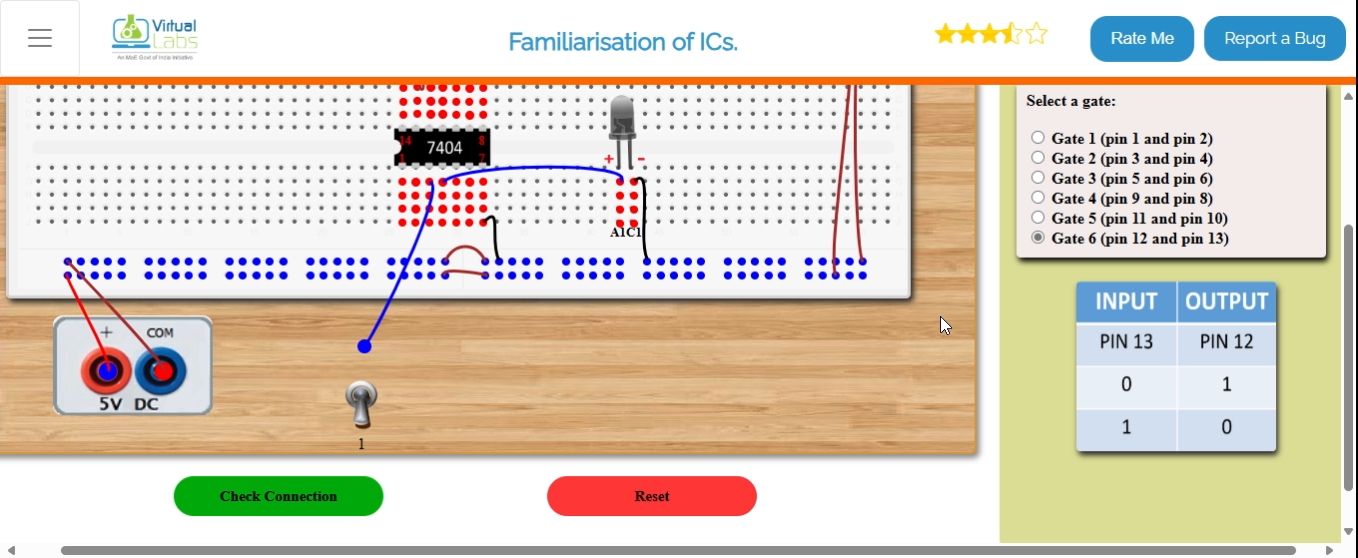 Virtual
Labs
An MoE Govt of India Initiative
Familiarisation of ICs.
Rate Me
Report a Bug
14
8
7404
1
7
+
-
A1C1
+
COM
5V DC
1
Check Connection
Reset
Select a gate:
Gate 1 (pin 1 and pin 2)
Gate 2 (pin 3 and pin 4)
Gate 3 (pin 5 and pin 6)
Gate 4 (pin 9 and pin 8)
Gate 5 (pin 11 and pin 10)
Gate 6 (pin 12 and pin 13)
INPUT OUTPUT
PIN 13 PIN 12
0 1
1 0